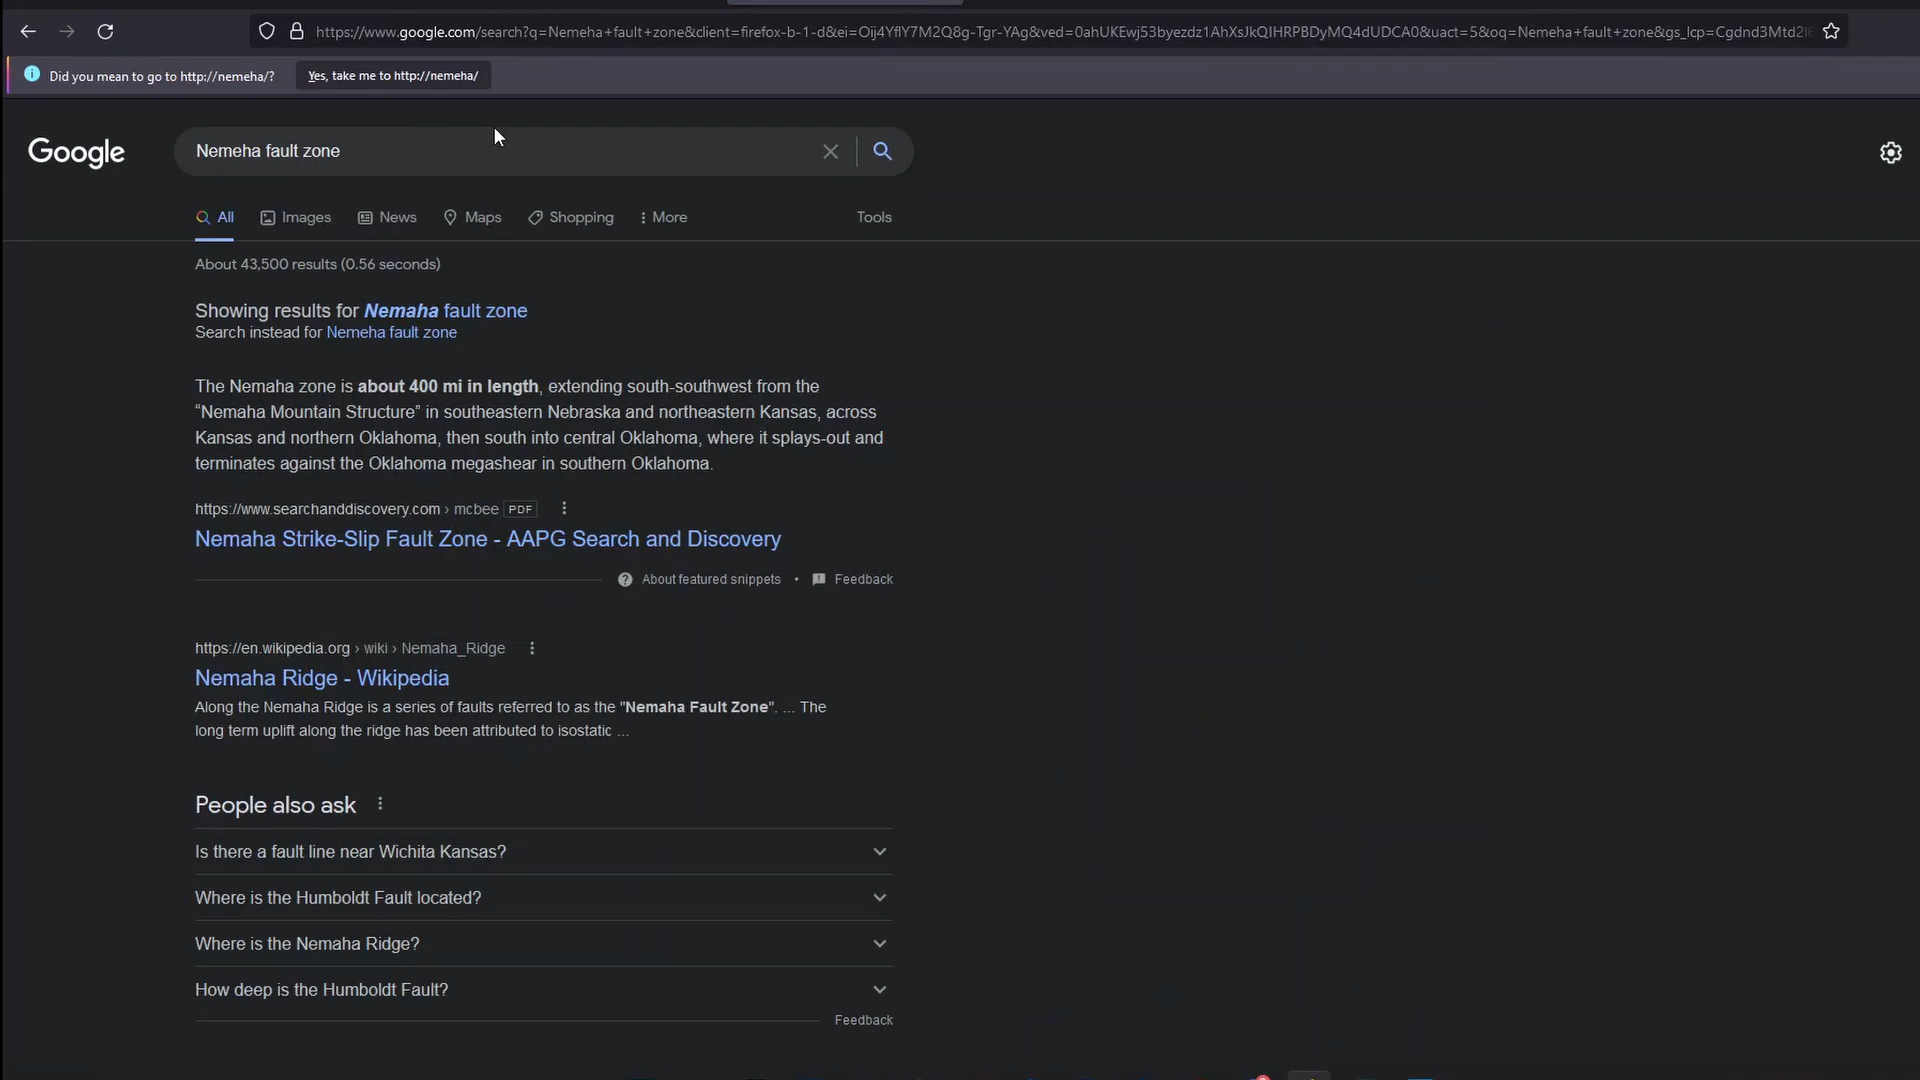 https://www.google.com/search?q=Nemeha+fault+zone&client=firefox-b-1-d&ei=Oij4YfIY7M2Q8g-Tgr-YAg&ved=0ahUKEwj53byezdz1AhXsJkQIHRPBDyMQ4dUDCA0&uact=5&oq=Nemeha+fault+zone&gs_lcp=Cgdnd3Mtd2l
Did you mean to go to http://nemeha/? Yes, take me to http://nemeha/
Google Nemeha fault zone
All Images News Maps Shopping More Tools
About 43,500 results (0.56 seconds)
Showing results for Nemaha fault zone
Search instead for Nemeha fault zone
The Nemaha zone is about 400 mi in length, extending south-southwest from the
“Nemaha Mountain Structure” in southeastern Nebraska and northeastern Kansas, across
Kansas and northern Oklahoma, then south into central Oklahoma, where it splays-out and
terminates against the Oklahoma megashear in southern Oklahoma.
https://www.searchanddiscovery.com › mcbee PDF
Nemaha Strike-Slip Fault Zone - AAPG Search and Discovery
About featured snippets • Feedback
https://en.wikipedia.org › wiki › Nemaha_Ridge
Nemaha Ridge - Wikipedia
Along the Nemaha Ridge is a series of faults referred to as the "Nemaha Fault Zone". ... The
long term uplift along the ridge has been attributed to isostatic ...
People also ask
Is there a fault line near Wichita Kansas?
Where is the Humboldt Fault located?
Where is the Nemaha Ridge?
How deep is the Humboldt Fault?
Feedback